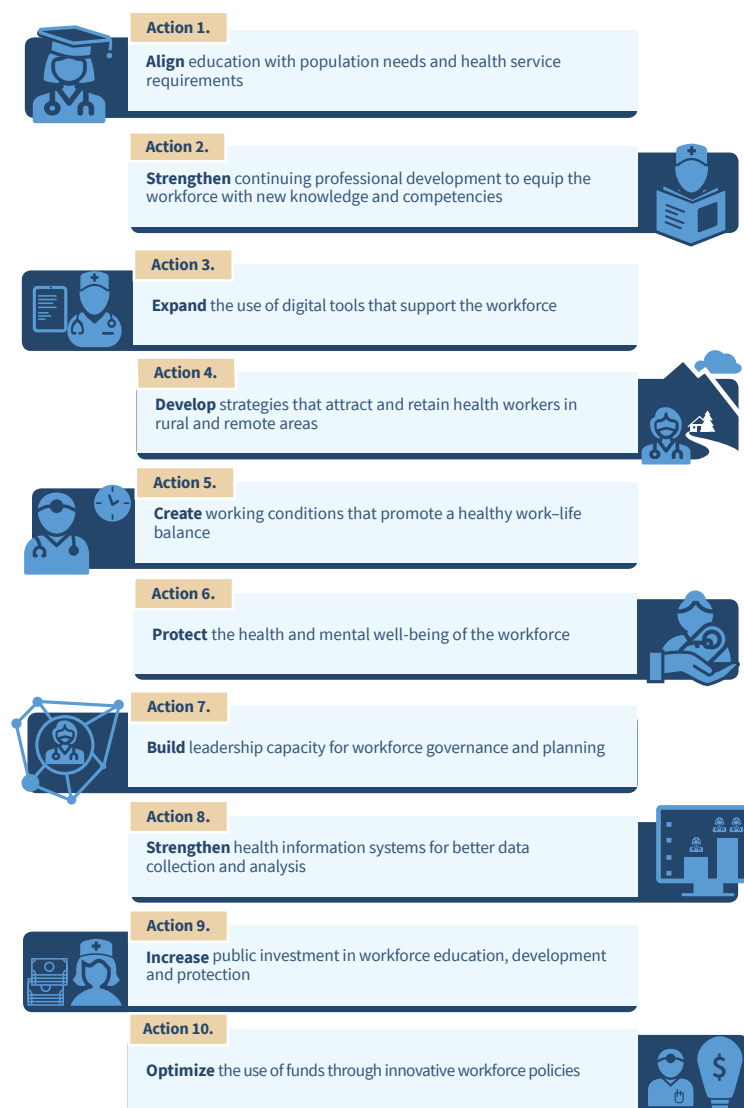 Action 1.
Align education with population needs and health service
requirements
Action 2.
Strengthen continuing professional development to equip the
workforce with new knowledge and competencies
Action 3.
Expand the use of digital tools that support the workforce
Action 4.
Develop strategies that attract and retain health workers in
rural and remote areas
Action 5.
Create working conditions that promote a healthy work–life
balance
Action 6.
Protect the health and mental well-being of the workforce
Action 7.
Build leadership capacity for workforce governance and planning
Action 8.
Strengthen health information systems for better data
collection and analysis
Action 9.
Increase public investment in workforce education, development
and protection
Action 10.
Optimize the use of funds through innovative workforce policies
$